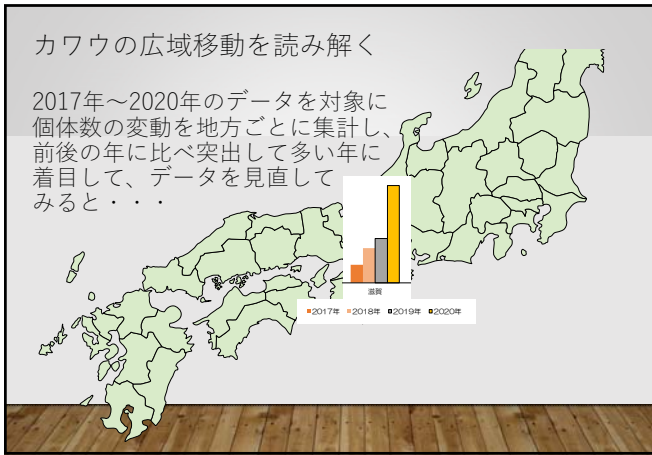 カワウの広域移動を読み解く
2017年～2020年のデータを対象に
個体数の変動を地方ごとに集計し、
前後の年に比べ突出して多い年に
着目して、データを見直して
みると・・・
滋賀
2017年 2018年 2019年 2020年